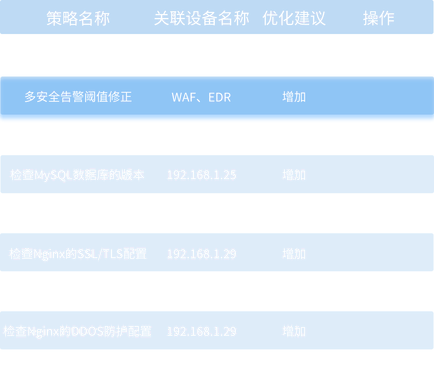 策略名称 关联设备名称 优化建议 操作
多安全告警阈值修正 WAF、EDR 增加
检查MySQL数据库的版本 192.168.1.25 增加
检查Nginx的SSL/TLS配置 192.168.1.29 增加
检查Nginx的DDOS防护配置 192.168.1.29 增加